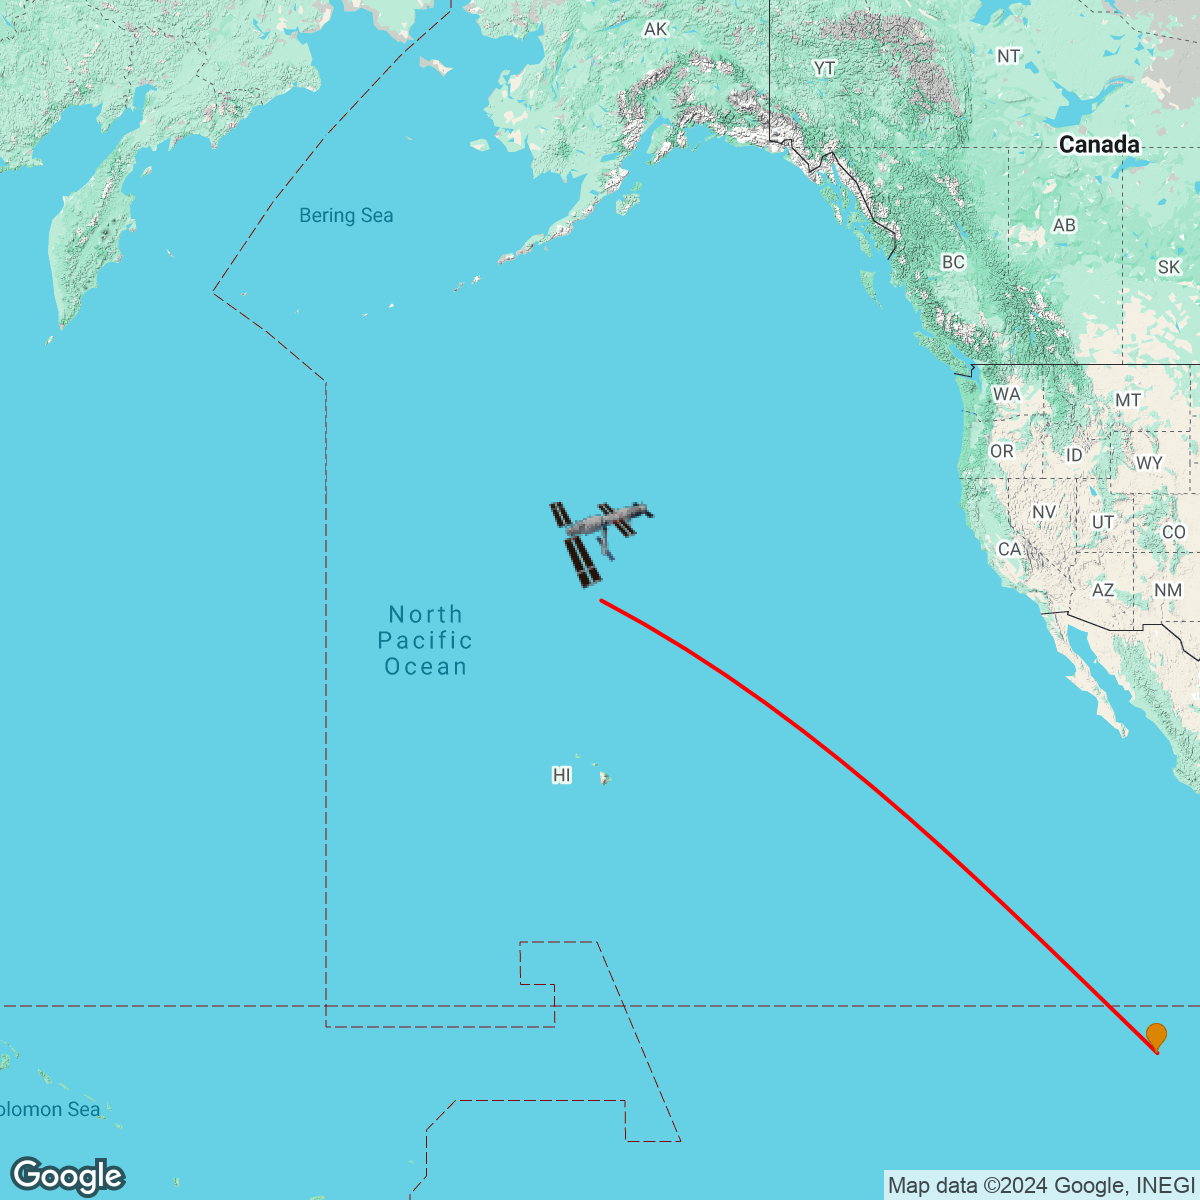 AK
NT
YT
Canada
Bering Sea
AB
BC
SK
WA
MT
OR
ID
WY
NV
UT
CO
CA
AZ
NM
North
Pacific
Ocean
HI
olomon Sea
Google
Map data ©2024 Google, INEGI